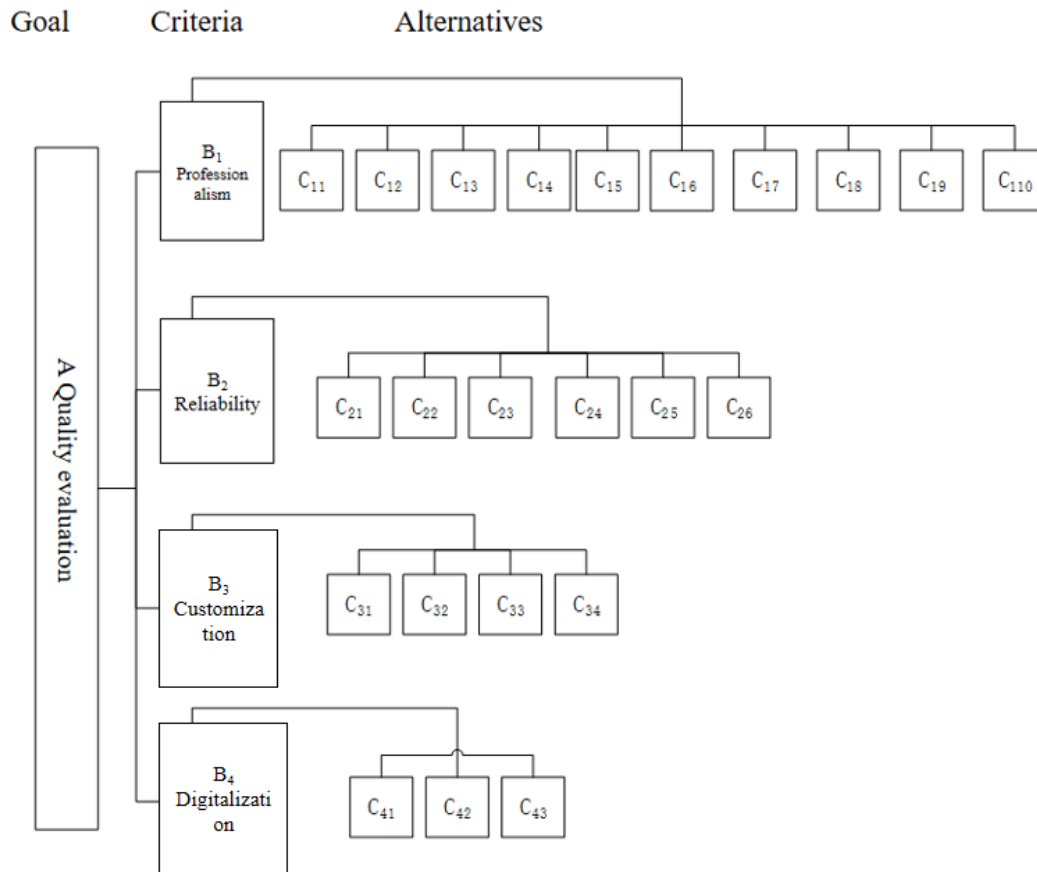 Goal Criteria Alternatives
B₁
Profession
alism
C₁₁ C₁₂ C₁₃ C₁₄ C₁₅ C₁₆ C₁₇ C₁₈ C₁₉ C₁₁₀
A Quality evaluation
B₂
Reliability
C₂₁ C₂₂ C₂₃ C₂₄ C₂₅ C₂₆
B₃
Customiza
tion
C₃₁ C₃₂ C₃₃ C₃₄
B₄
Digitalizati
on
C₄₁ C₄₂ C₄₃